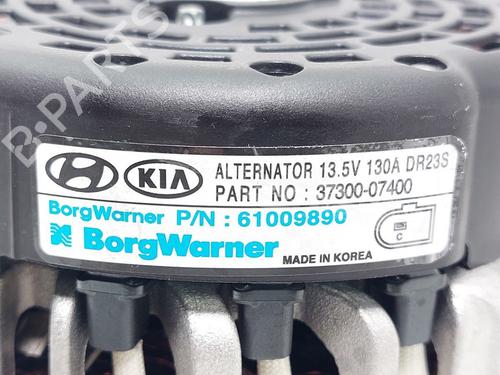 B-PARTS
KIA
ALTERNATOR 13.5V 130A DR23S
PART NO : 37300-07400
BorgWarner P/N : 61009890
C
BorgWarner
MADE IN KOREA